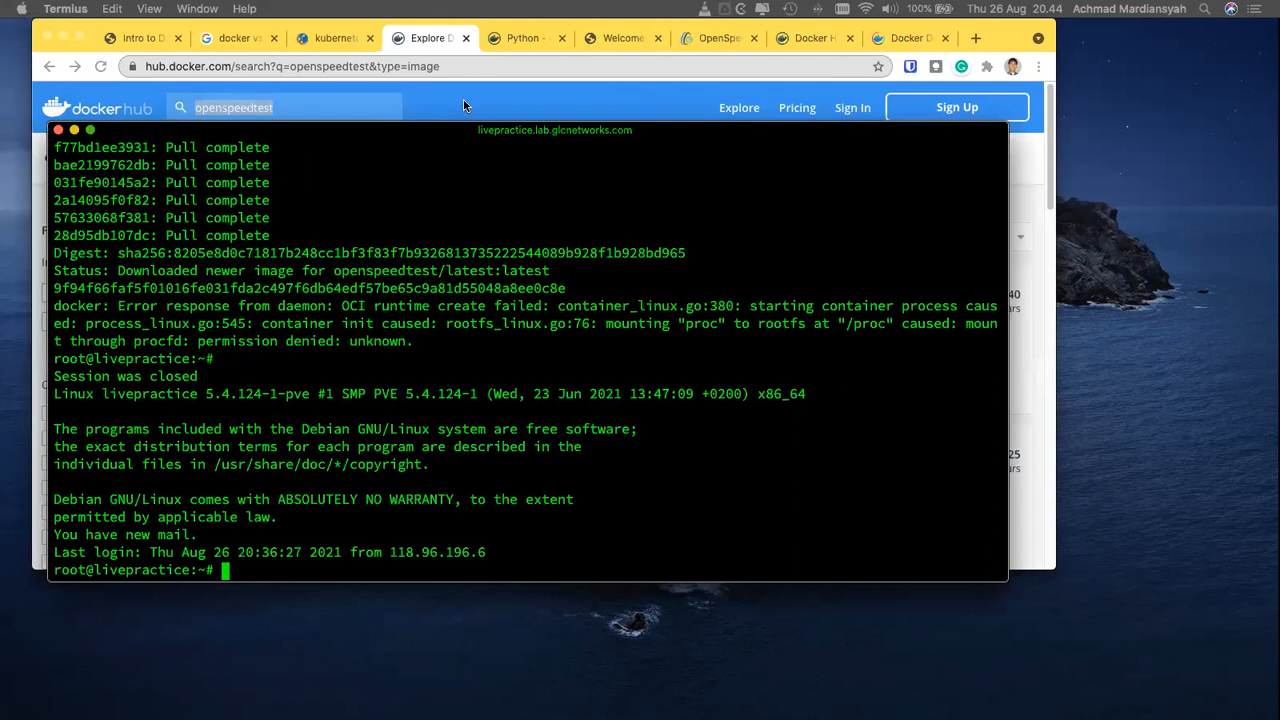 Termius Edit View Window Help 100% Thu 26 Aug 20.44 Achmad Mardiansyah
Intro to D docker vs kubernete Explore D Python - Welcome OpenSpe Docker H Docker D
hub.docker.com/search?q=openspeedtest&type=image
docker hub openspeedtest Explore Pricing Sign In Sign Up
livepractice.lab.glcnetworks.com
f77bd1ee3931: Pull complete
bae2199762db: Pull complete
031fe90145a2: Pull complete
2a14095f0f82: Pull complete
57633068f381: Pull complete
28d95db107dc: Pull complete
Digest: sha256:8205e8d0c71817b248cc1bf3f83f7b9326813735222544089b928f1b928bd965
Status: Downloaded newer image for openspeedtest/latest:latest
9f94f66faf5f01016fe031fda2c497f6db64edf57be65c9a81d55048a8ee0c8e
docker: Error response from daemon: OCI runtime create failed: container_linux.go:380: starting container process caus
ed: process_linux.go:545: container init caused: rootfs_linux.go:76: mounting "proc" to rootfs at "/proc" caused: moun
t through procfd: permission denied: unknown.
root@livepractice:~#
Session was closed
Linux livepractice 5.4.124-1-pve #1 SMP PVE 5.4.124-1 (Wed, 23 Jun 2021 13:47:09 +0200) x86_64
The programs included with the Debian GNU/Linux system are free software;
the exact distribution terms for each program are described in the
individual files in /usr/share/doc/*/copyright.
Debian GNU/Linux comes with ABSOLUTELY NO WARRANTY, to the extent
permitted by applicable law.
You have new mail.
Last login: Thu Aug 26 20:36:27 2021 from 118.96.196.6
root@livepractice:~#
40
ars
25
ars